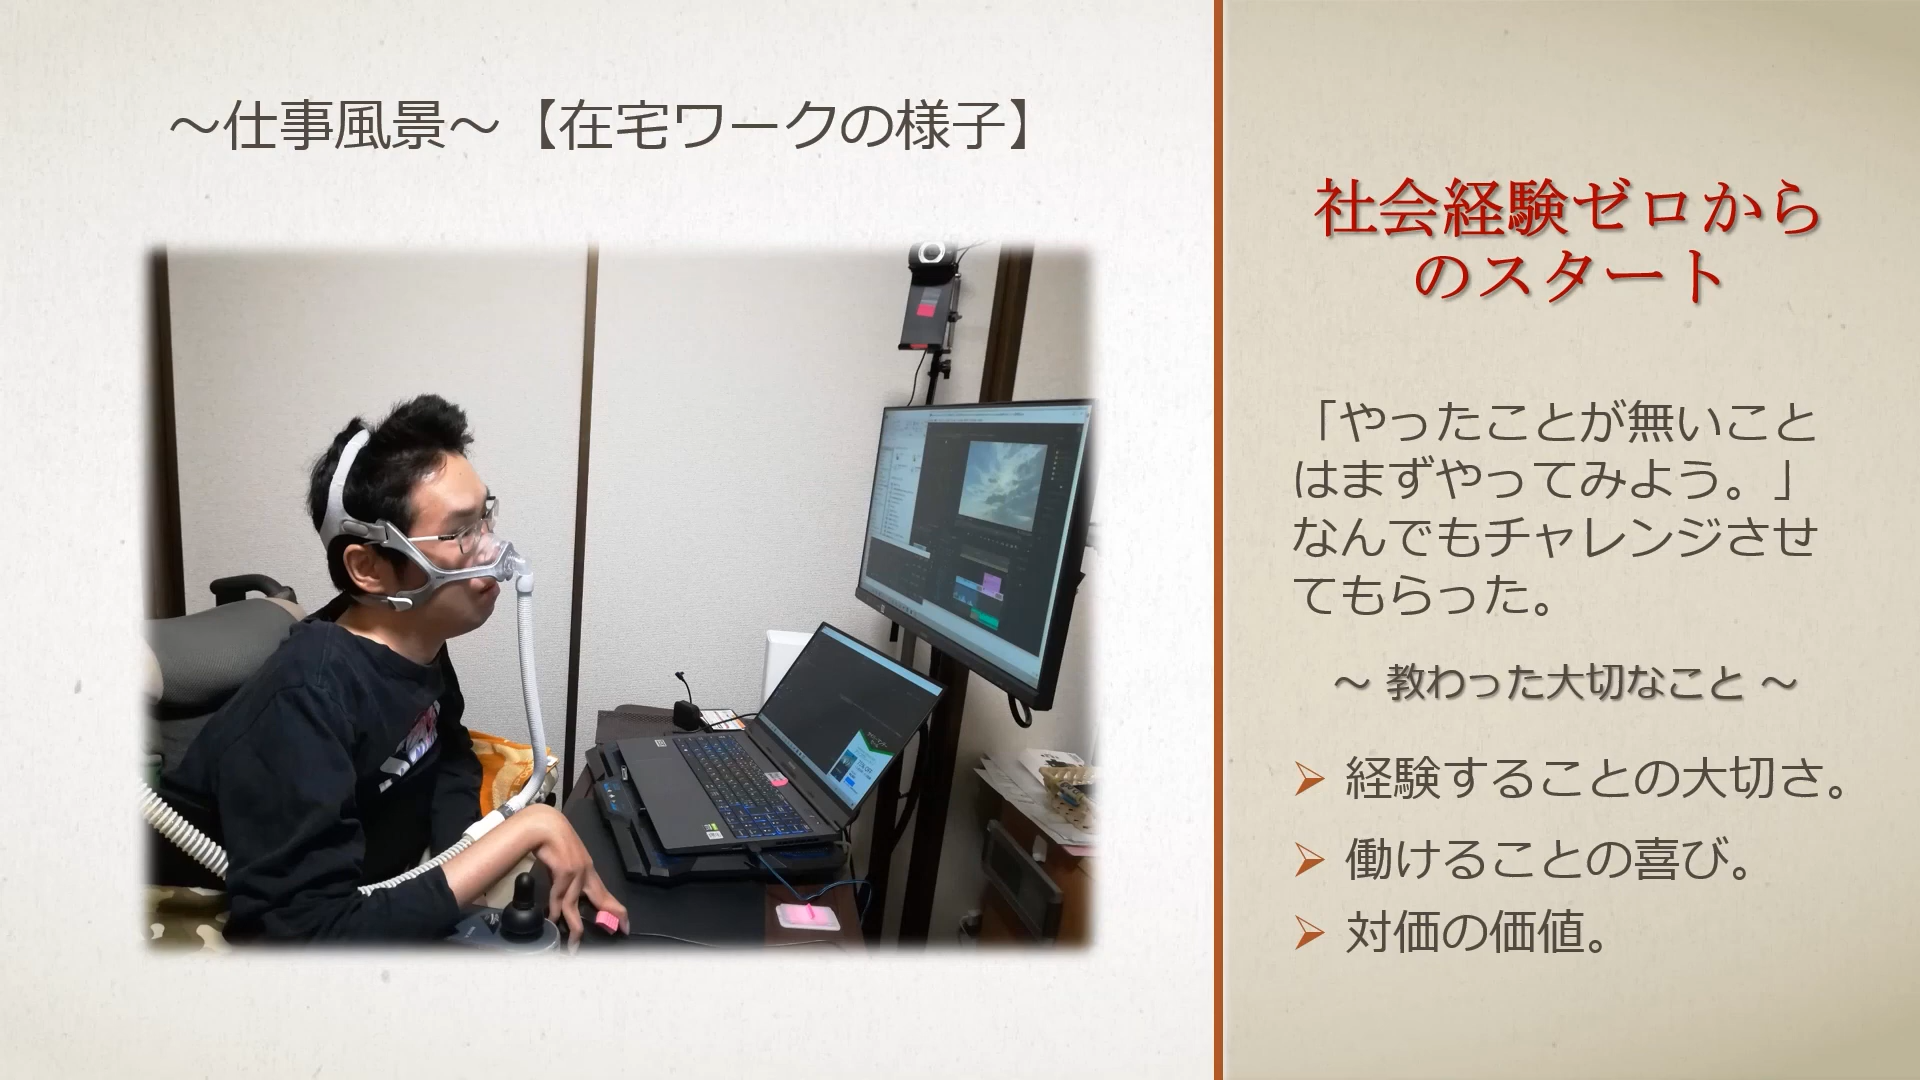 ～仕事風景～【在宅ワークの様子】
社会経験ゼロから
のスタート
「やったことが無いこと
はまずやってみよう。」
なんでもチャレンジさせ
てもらった。
～ 教わった大切なこと ～
➢ 経験することの大切さ。
➢ 働けることの喜び。
➢ 対価の価値。